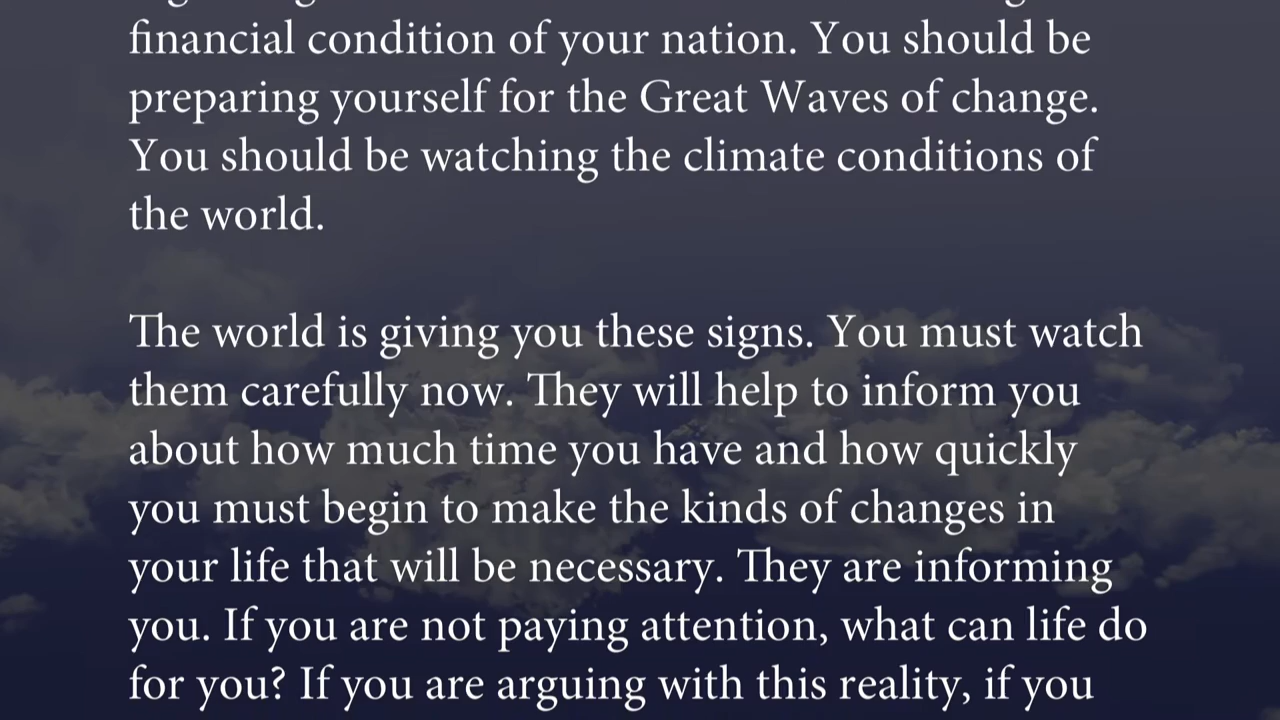 financial condition of your nation. You should be
preparing yourself for the Great Waves of change.
You should be watching the climate conditions of
the world.
The world is giving you these signs. You must watch
them carefully now. They will help to inform you
about how much time you have and how quickly
you must begin to make the kinds of changes in
your life that will be necessary. They are informing
you. If you are not paying attention, what can life do
for you? If you are arguing with this reality, if you